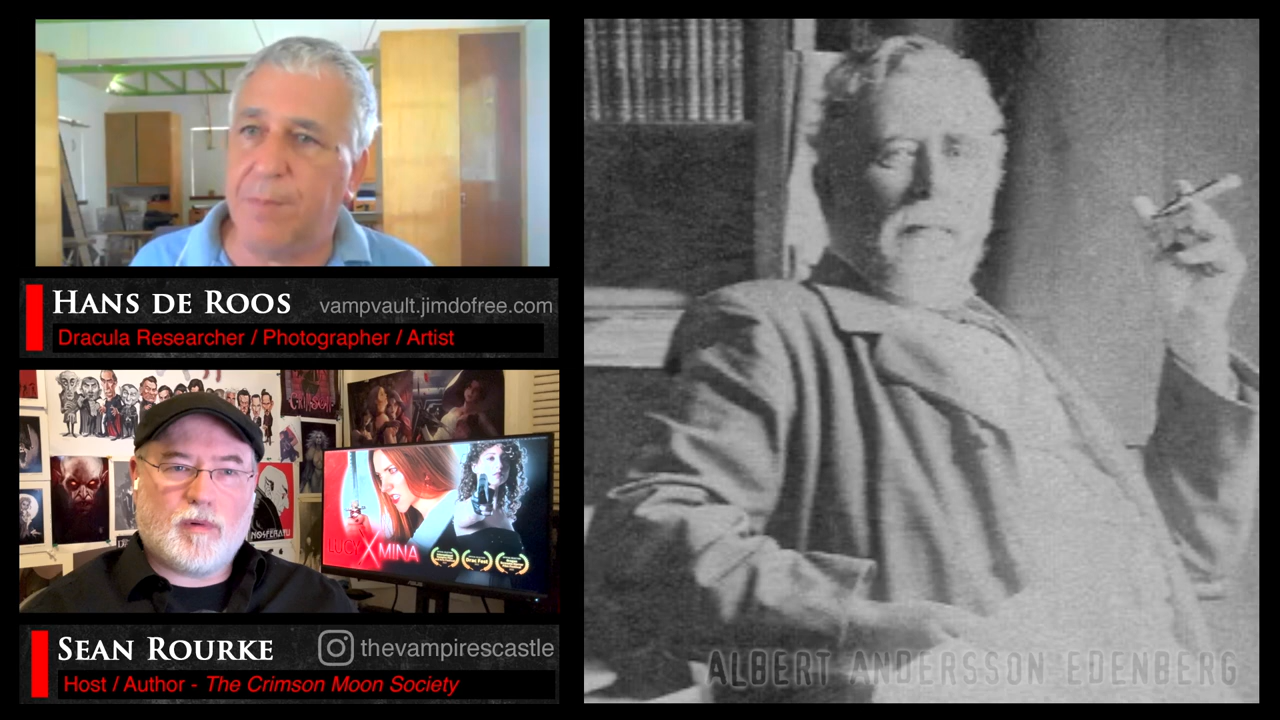 HANS DE ROOS
vampvault.jimdofree.com
Dracula Researcher / Photographer / Artist
NOSFERATU
LUCY X MINA
SEAN ROURKE
thevampirescastle
Host / Author - The Crimson Moon Society
ALBERT ANDERSSON EDENBERG